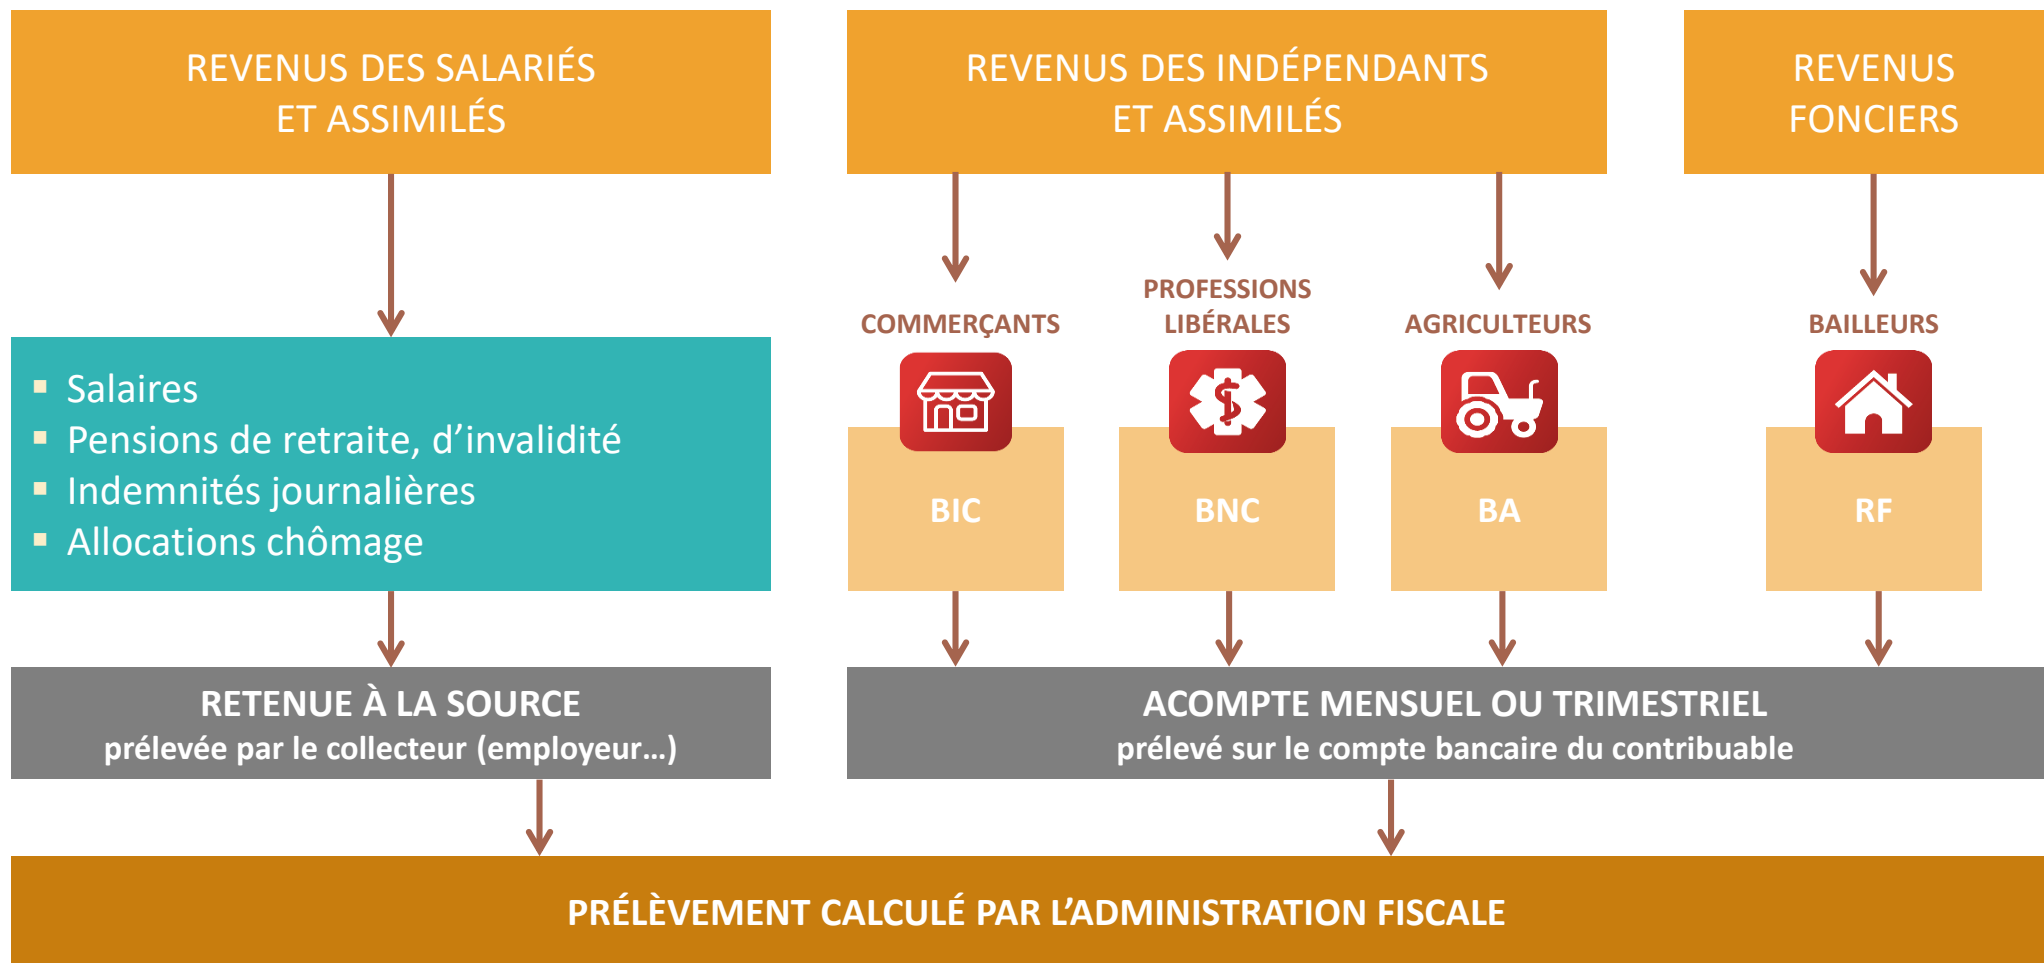 REVENUS DES SALARIÉS
ET ASSIMILÉS
REVENUS DES INDÉPENDANTS
ET ASSIMILÉS
REVENUS
FONCIERS
COMMERÇANTS
PROFESSIONS
LIBÉRALES
AGRICULTEURS
BAILLEURS
▪ Salaires
▪ Pensions de retraite, d’invalidité
▪ Indemnités journalières
▪ Allocations chômage
BIC
BNC
BA
RF
RETENUE À LA SOURCE
prélevée par le collecteur (employeur…)
ACOMPTE MENSUEL OU TRIMESTRIEL
prélevé sur le compte bancaire du contribuable
PRÉLÈVEMENT CALCULÉ PAR L’ADMINISTRATION FISCALE